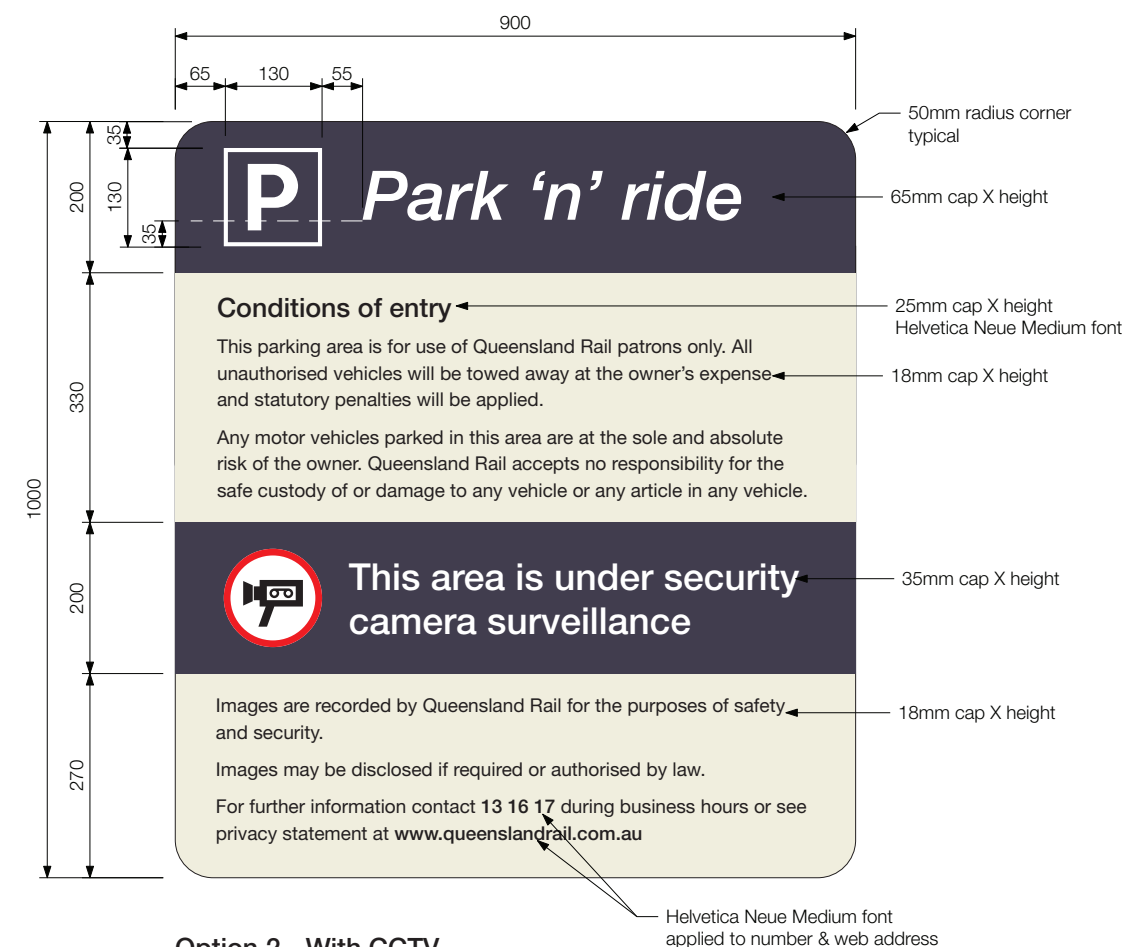 900
65 130 55
50mm radius corner
typical
35
200
130
35
P
Park ‘n’ ride
65mm cap X height
Conditions of entry
25mm cap X height
Helvetica Neue Medium font
This parking area is for use of Queensland Rail patrons only. All
unauthorised vehicles will be towed away at the owner’s expense
and statutory penalties will be applied.
18mm cap X height
330
Any motor vehicles parked in this area are at the sole and absolute
risk of the owner. Queensland Rail accepts no responsibility for the
safe custody of or damage to any vehicle or any article in any vehicle.
1000
200
This area is under security
camera surveillance
35mm cap X height
Images are recorded by Queensland Rail for the purposes of safety
and security.
18mm cap X height
270
Images may be disclosed if required or authorised by law.
For further information contact 13 16 17 during business hours or see
privacy statement at www.queenslandrail.com.au
Helvetica Neue Medium font
applied to number & web address
Option 2 - With CCTV